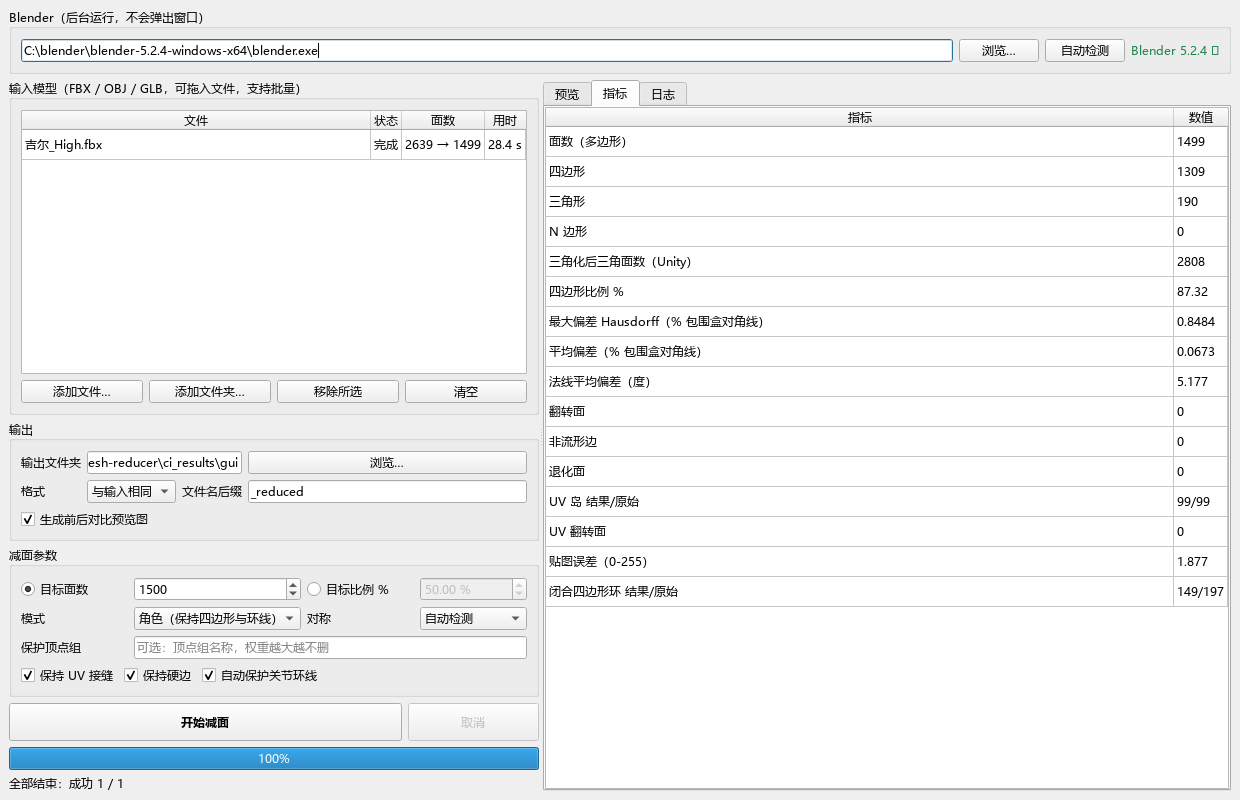 Blender（后台运行，不会弹出窗口）
C:\blender\blender-5.2.4-windows-x64\blender.exe
浏览...
自动检测
Blender 5.2.4
输入模型（FBX / OBJ / GLB，可拖入文件，支持批量）
文件 状态 面数 用时
吉尔_High.fbx 完成 2639 → 1499 28.4 s
添加文件...
添加文件夹...
移除所选
清空
输出
输出文件夹 esh-reducer\ci_results\gui 浏览...
格式 与输入相同 文件名后缀 _reduced
生成前后对比预览图
减面参数
目标面数 1500 目标比例 % 50.00 %
模式 角色（保持四边形与环线） 对称 自动检测
保护顶点组 可选：顶点组名称，权重越大越不删
保持 UV 接缝 保持硬边 自动保护关节环线
开始减面 取消
100%
全部结束：成功 1 / 1
预览 指标 日志
指标 数值
面数（多边形） 1499
四边形 1309
三角形 190
N 边形 0
三角化后三角面数（Unity） 2808
四边形比例 % 87.32
最大偏差 Hausdorff（% 包围盒对角线） 0.8484
平均偏差（% 包围盒对角线） 0.0673
法线平均偏差（度） 5.177
翻转面 0
非流形边 0
退化面 0
UV 岛 结果/原始 99/99
UV 翻转面 0
贴图误差（0-255） 1.877
闭合四边形环 结果/原始 149/197